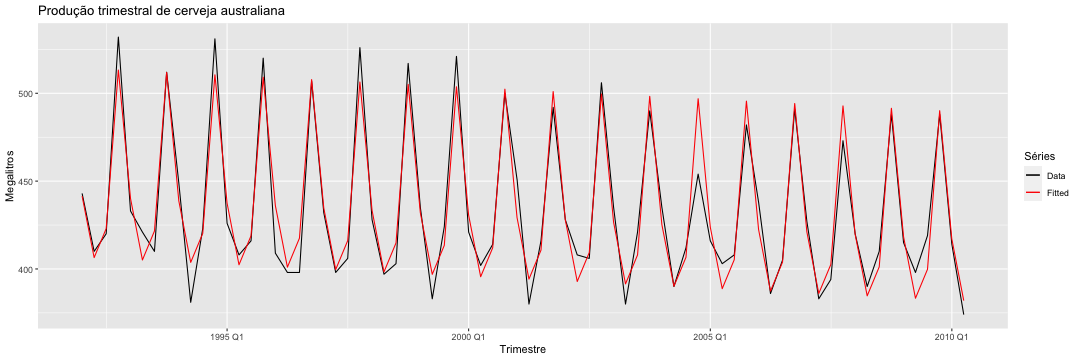 Produção trimestral de cerveja australiana
Megalitros
500
450
400
1995 Q1
2000 Q1
2005 Q1
2010 Q1
Trimestre
Séries
Data
Fitted